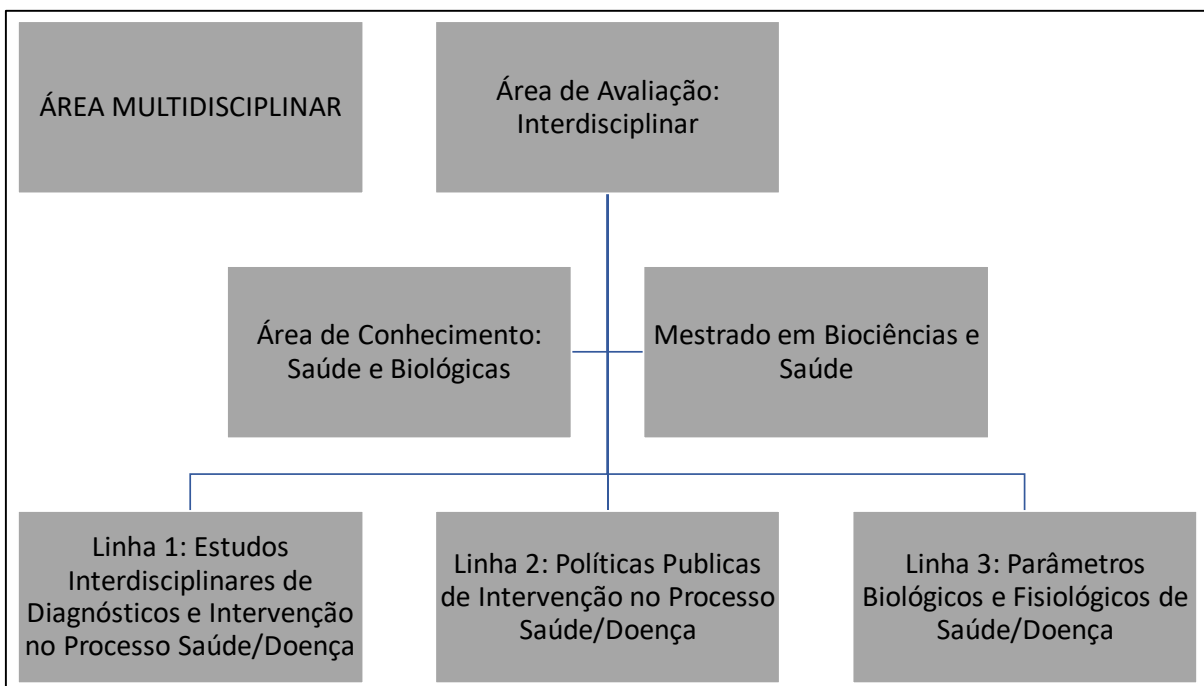 ÁREA MULTIDISCIPLINAR
Área de Avaliação:
Interdisciplinar
Área de Conhecimento:
Saúde e Biológicas
Mestrado em Biociências e
Saúde
Linha 1: Estudos
Interdisciplinares de
Diagnósticos e Intervenção
no Processo Saúde/Doença
Linha 2: Políticas Publicas
de Intervenção no Processo
Saúde/Doença
Linha 3: Parâmetros
Biológicos e Fisiológicos de
Saúde/Doença